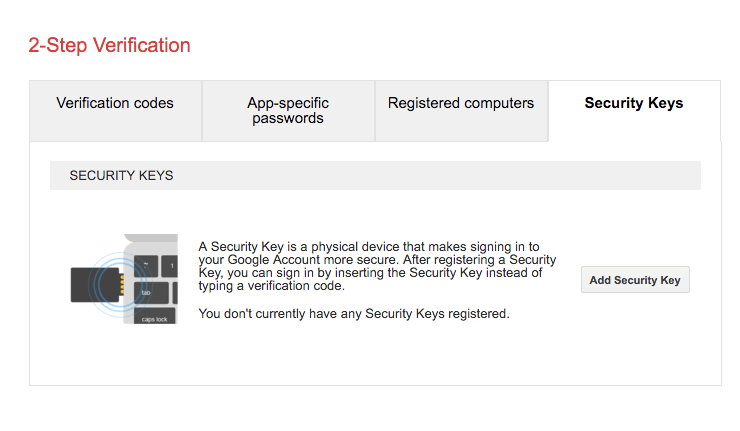 2-Step Verification
Verification codes
App-specific
passwords
Registered computers
Security Keys
SECURITY KEYS
tab
caps lock
A Security Key is a physical device that makes signing in to
your Google Account more secure. After registering a Security
Key, you can sign in by inserting the Security Key instead of
typing a verification code.
You don't currently have any Security Keys registered.
Add Security Key